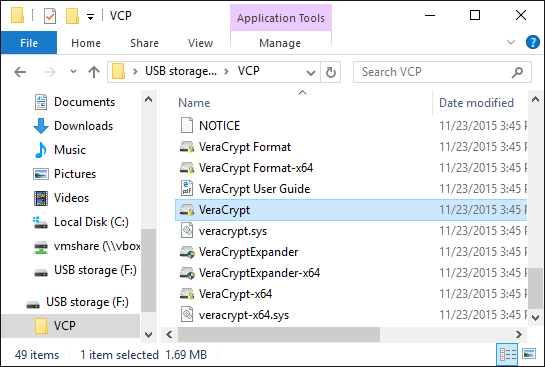 VCP
Application Tools
File
Home
Share
View
Manage
USB storage... VCP
Search VCP
Documents
Downloads
Music
Pictures
Videos
Local Disk (C:)
vmshare (\\vbox
USB storage (F:)
USB storage (F:)
VCP
Name
Date modified
NOTICE
11/23/2015 3:45 P
VeraCrypt Format
11/23/2015 3:45 P
VeraCrypt Format-x64
11/23/2015 3:45 P
VeraCrypt User Guide
11/23/2015 3:45 P
VeraCrypt
11/23/2015 3:45 P
veracrypt.sys
11/23/2015 3:45 P
VeraCryptExpander
11/23/2015 3:45 P
VeraCryptExpander-x64
11/23/2015 3:45 P
VeraCrypt-x64
11/23/2015 3:45 P
veracrypt-x64.sys
11/23/2015 3:45 P
49 items
1 item selected 1.69 MB